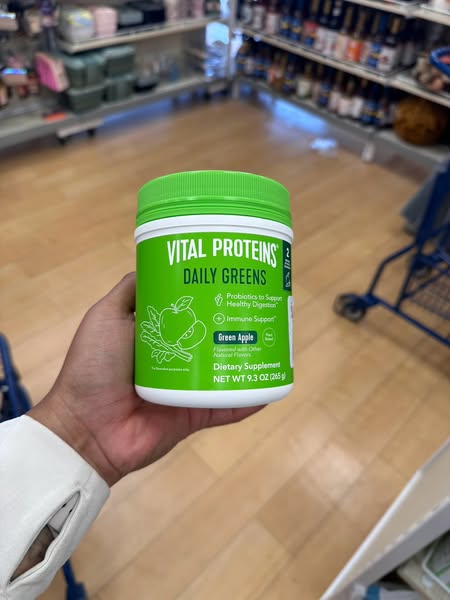 VITAL PROTEINS®
DAILY GREENS
Probiotics to Support
Healthy Digestion*
Immune Support*
Green Apple
Flavored with Other
Natural Flavors
Dietary Supplement
NET WT 9.3 OZ (265 g)